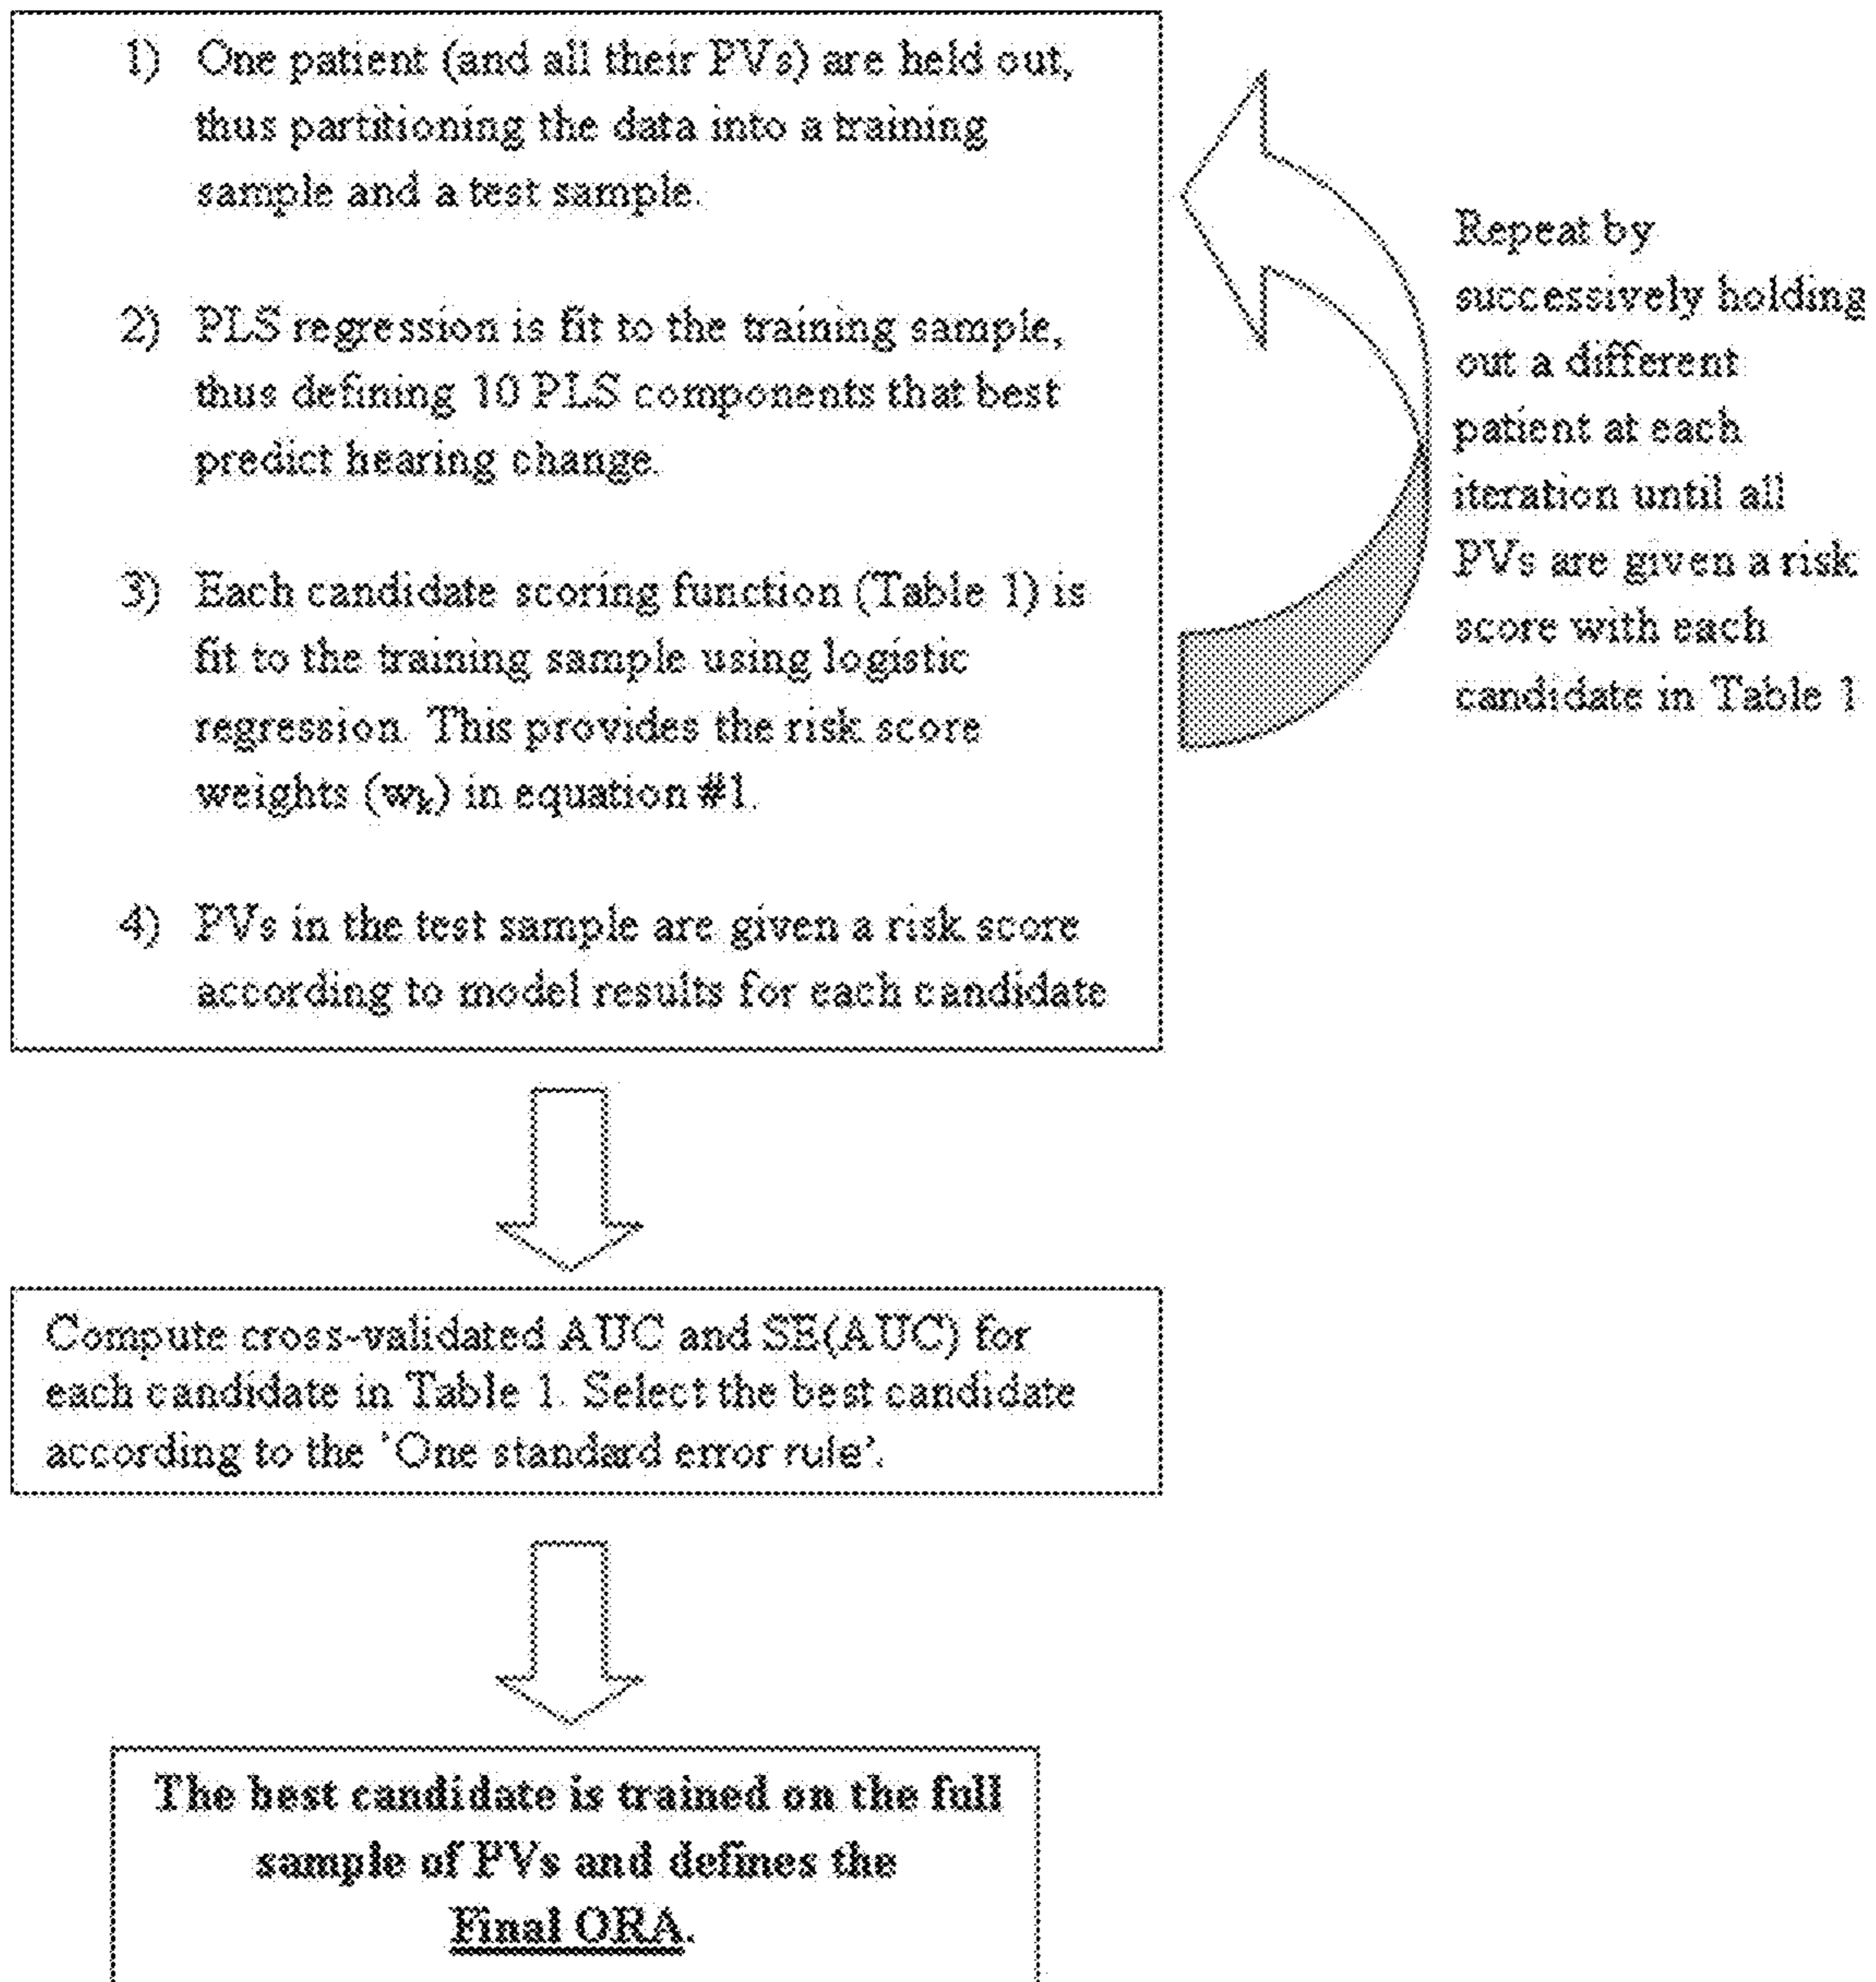 1) One patient (and all their PVs) are held out,
thus partitioning the data into a training
sample and a test sample.
2) PLS regression is fit to the training sample,
thus defining 10 PLS components that best
predict hearing change.
3) Each candidate scoring function (Table 1) is
fit to the training sample using logistic
regression. This provides the risk score
weights (wk) in equation #1.
4) PVs in the test sample are given a risk score
according to model results for each candidate
Repeat by
successively holding
out a different
patient at each
iteration until all
PVs are given a risk
score with each
candidate in Table 1
Compute cross-validated AUC and SE(AUC) for
each candidate in Table 1. Select the best candidate
according to the 'One standard error rule'.
The best candidate is trained on the full
sample of PVs and defines the
Final ORA.